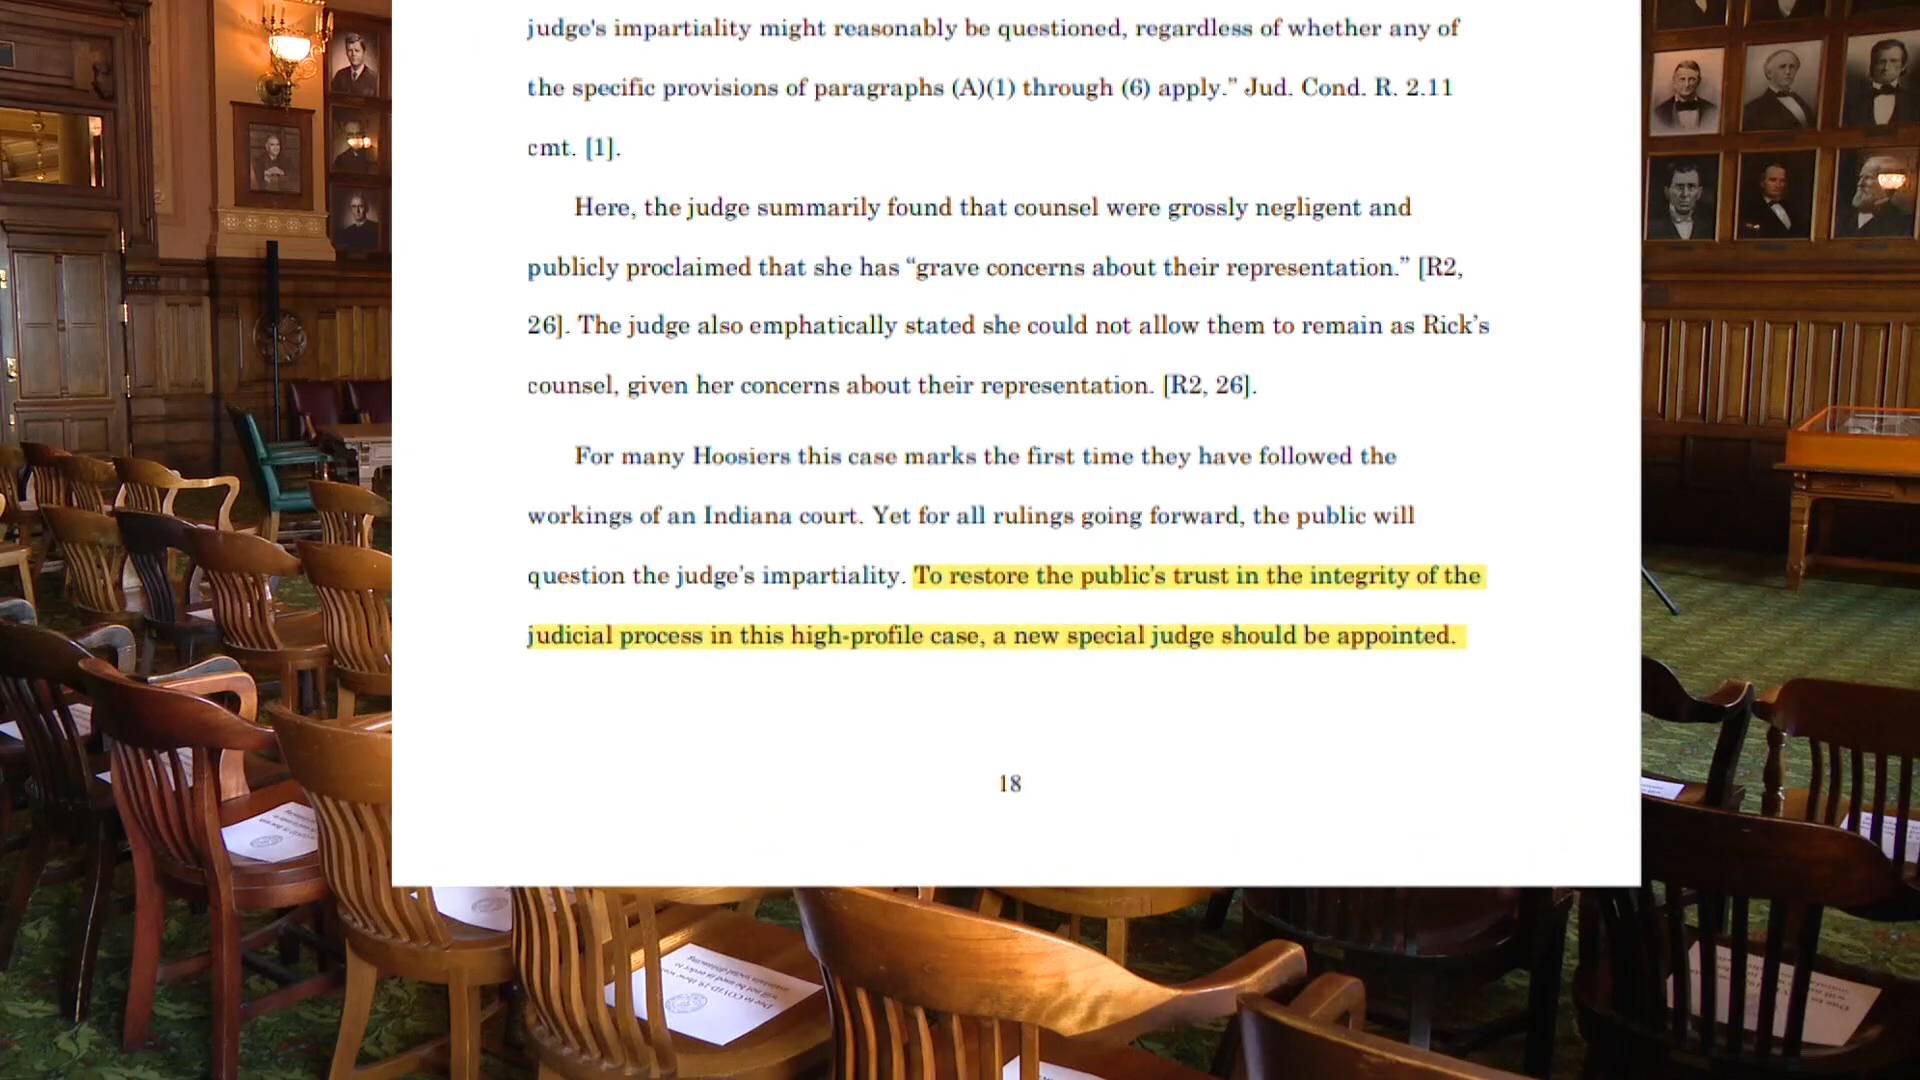 judge's impartiality might reasonably be questioned, regardless of whether any of
the specific provisions of paragraphs (A)(1) through (6) apply.” Jud. Cond. R. 2.11
cmt. [1].
Here, the judge summarily found that counsel were grossly negligent and
publicly proclaimed that she has “grave concerns about their representation.” [R2,
26]. The judge also emphatically stated she could not allow them to remain as Rick’s
counsel, given her concerns about their representation. [R2, 26].
For many Hoosiers this case marks the first time they have followed the
workings of an Indiana court. Yet for all rulings going forward, the public will
question the judge’s impartiality. To restore the public’s trust in the integrity of the
judicial process in this high-profile case, a new special judge should be appointed.
18